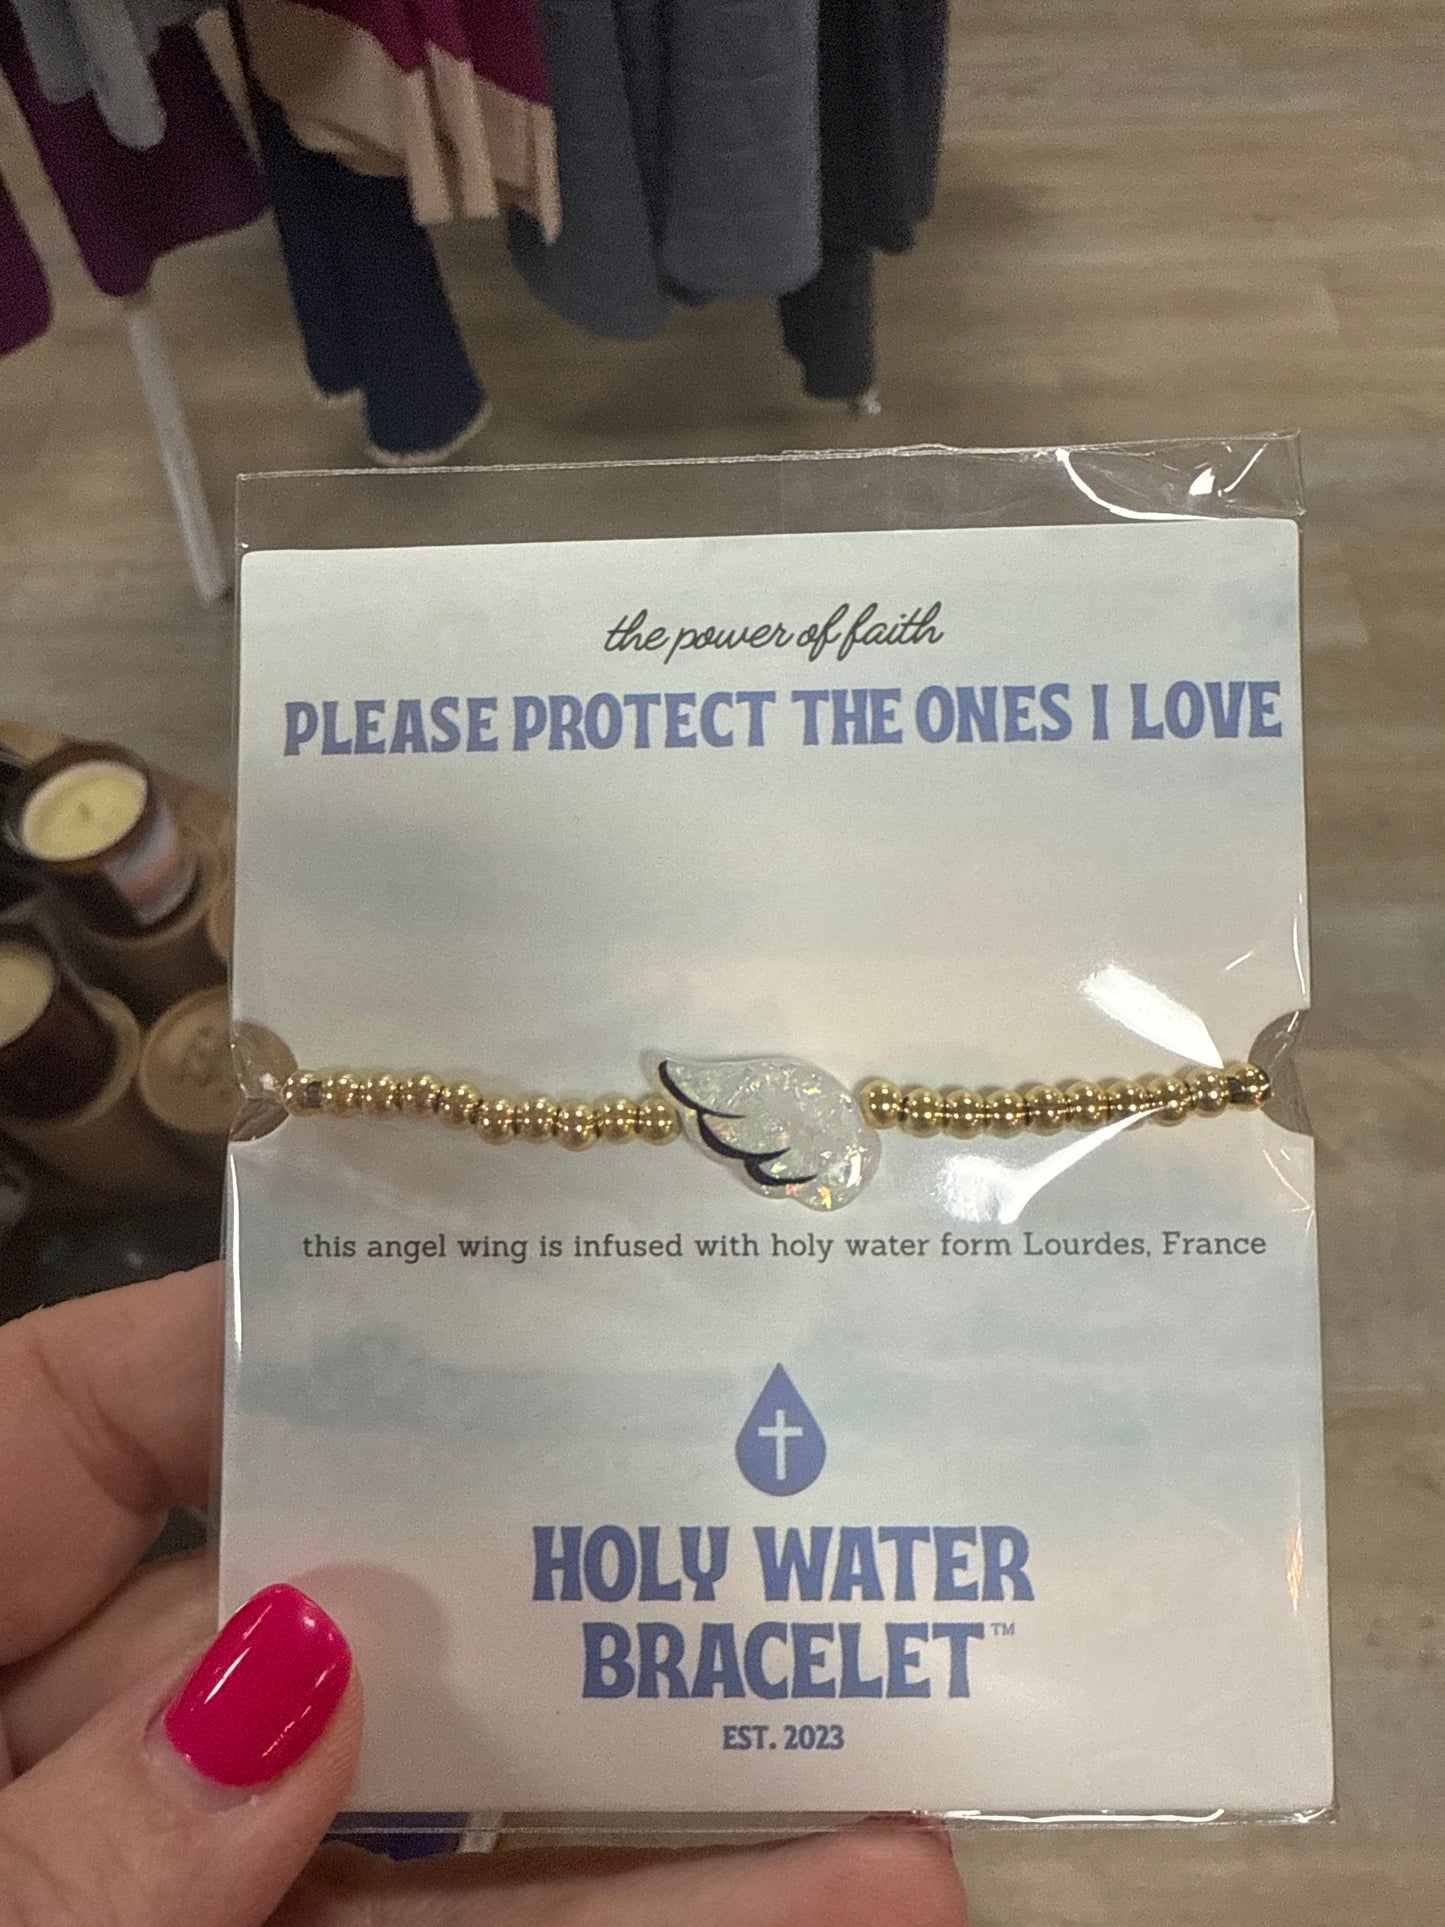 the power of faith
PLEASE PROTECT THE ONES I LOVE
this angel wing is infused with holy water form Lourdes, France
HOLY WATER
BRACELET™
EST. 2023